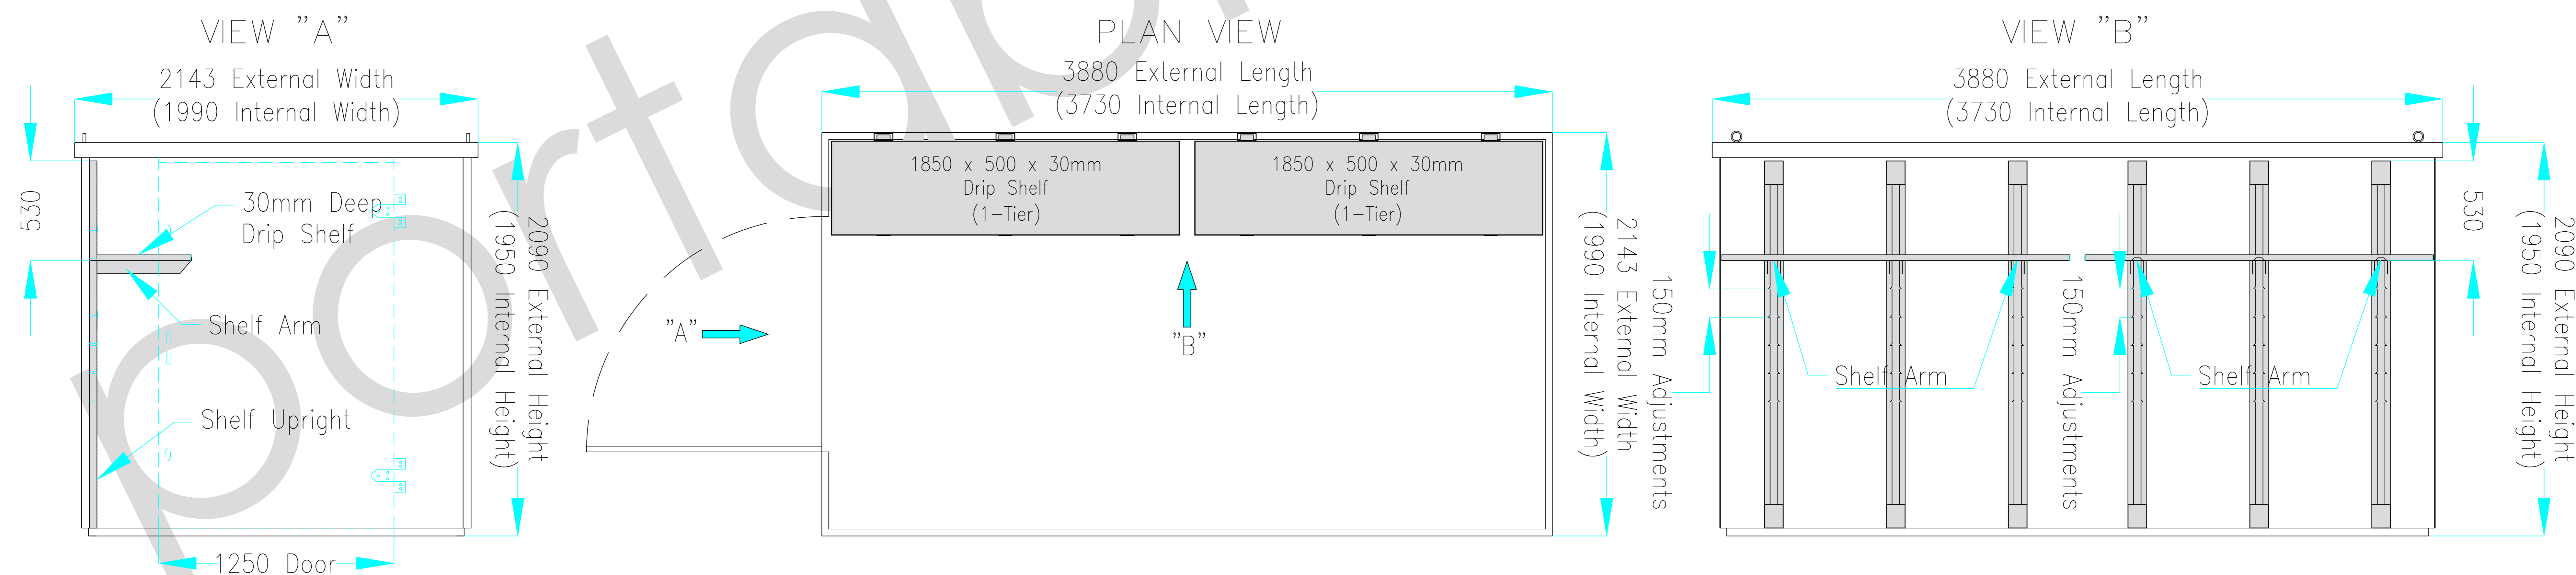 VIEW "A"
2143 External Width
(1990 Internal Width)
530
30mm Deep
Drip Shelf
Shelf Arm
Shelf Upright
1250 Door
2090 External Height
(1950 Internal Height)
PLAN VIEW
3880 External Length
(3730 Internal Length)
1850 x 500 x 30mm
Drip Shelf
(1-Tier)
1850 x 500 x 30mm
Drip Shelf
(1-Tier)
"A"
"B"
2143 External Width
(1990 Internal Width)
VIEW "B"
3880 External Length
(3730 Internal Length)
150mm Adjustments
Shelf Arm
150mm Adjustments
Shelf Arm
530
2090 External Height
(1950 Internal Height)
portab